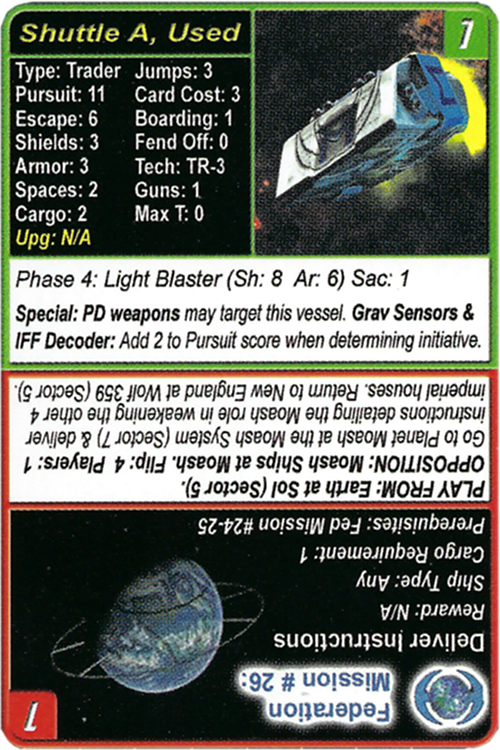 Shuttle A, Used
1
Type: Trader Jumps: 3
Pursuit: 11 Card Cost: 3
Escape: 6 Boarding: 1
Shields: 3 Fend Off: 0
Armor: 3 Tech: TR-3
Spaces: 2 Guns: 1
Cargo: 2 Max T: 0
Upg: N/A
Phase 4: Light Blaster (Sh: 8 Ar: 6) Sac: 1
Special: PD weapons may target this vessel. Grav Sensors &
IFF Decoder: Add 2 to Pursuit score when determining initiative.
1
Federation
Mission # 26:
Deliver Instructions
Reward: N/A
Ship Type: Any
Cargo Requirement: 1
Prerequisites: Fed Mission #24-25
PLAY FROM: Earth at Sol (Sector 5).
OPPOSITION: Moash Ships at Moash. Flip: 4 Players: 1
Go to Planet Moash at the Moash System (Sector 7) & deliver
instructions detailing the Moash role in weakening the other 4
imperial houses. Return to New England at Wolf 359 (Sector 5).